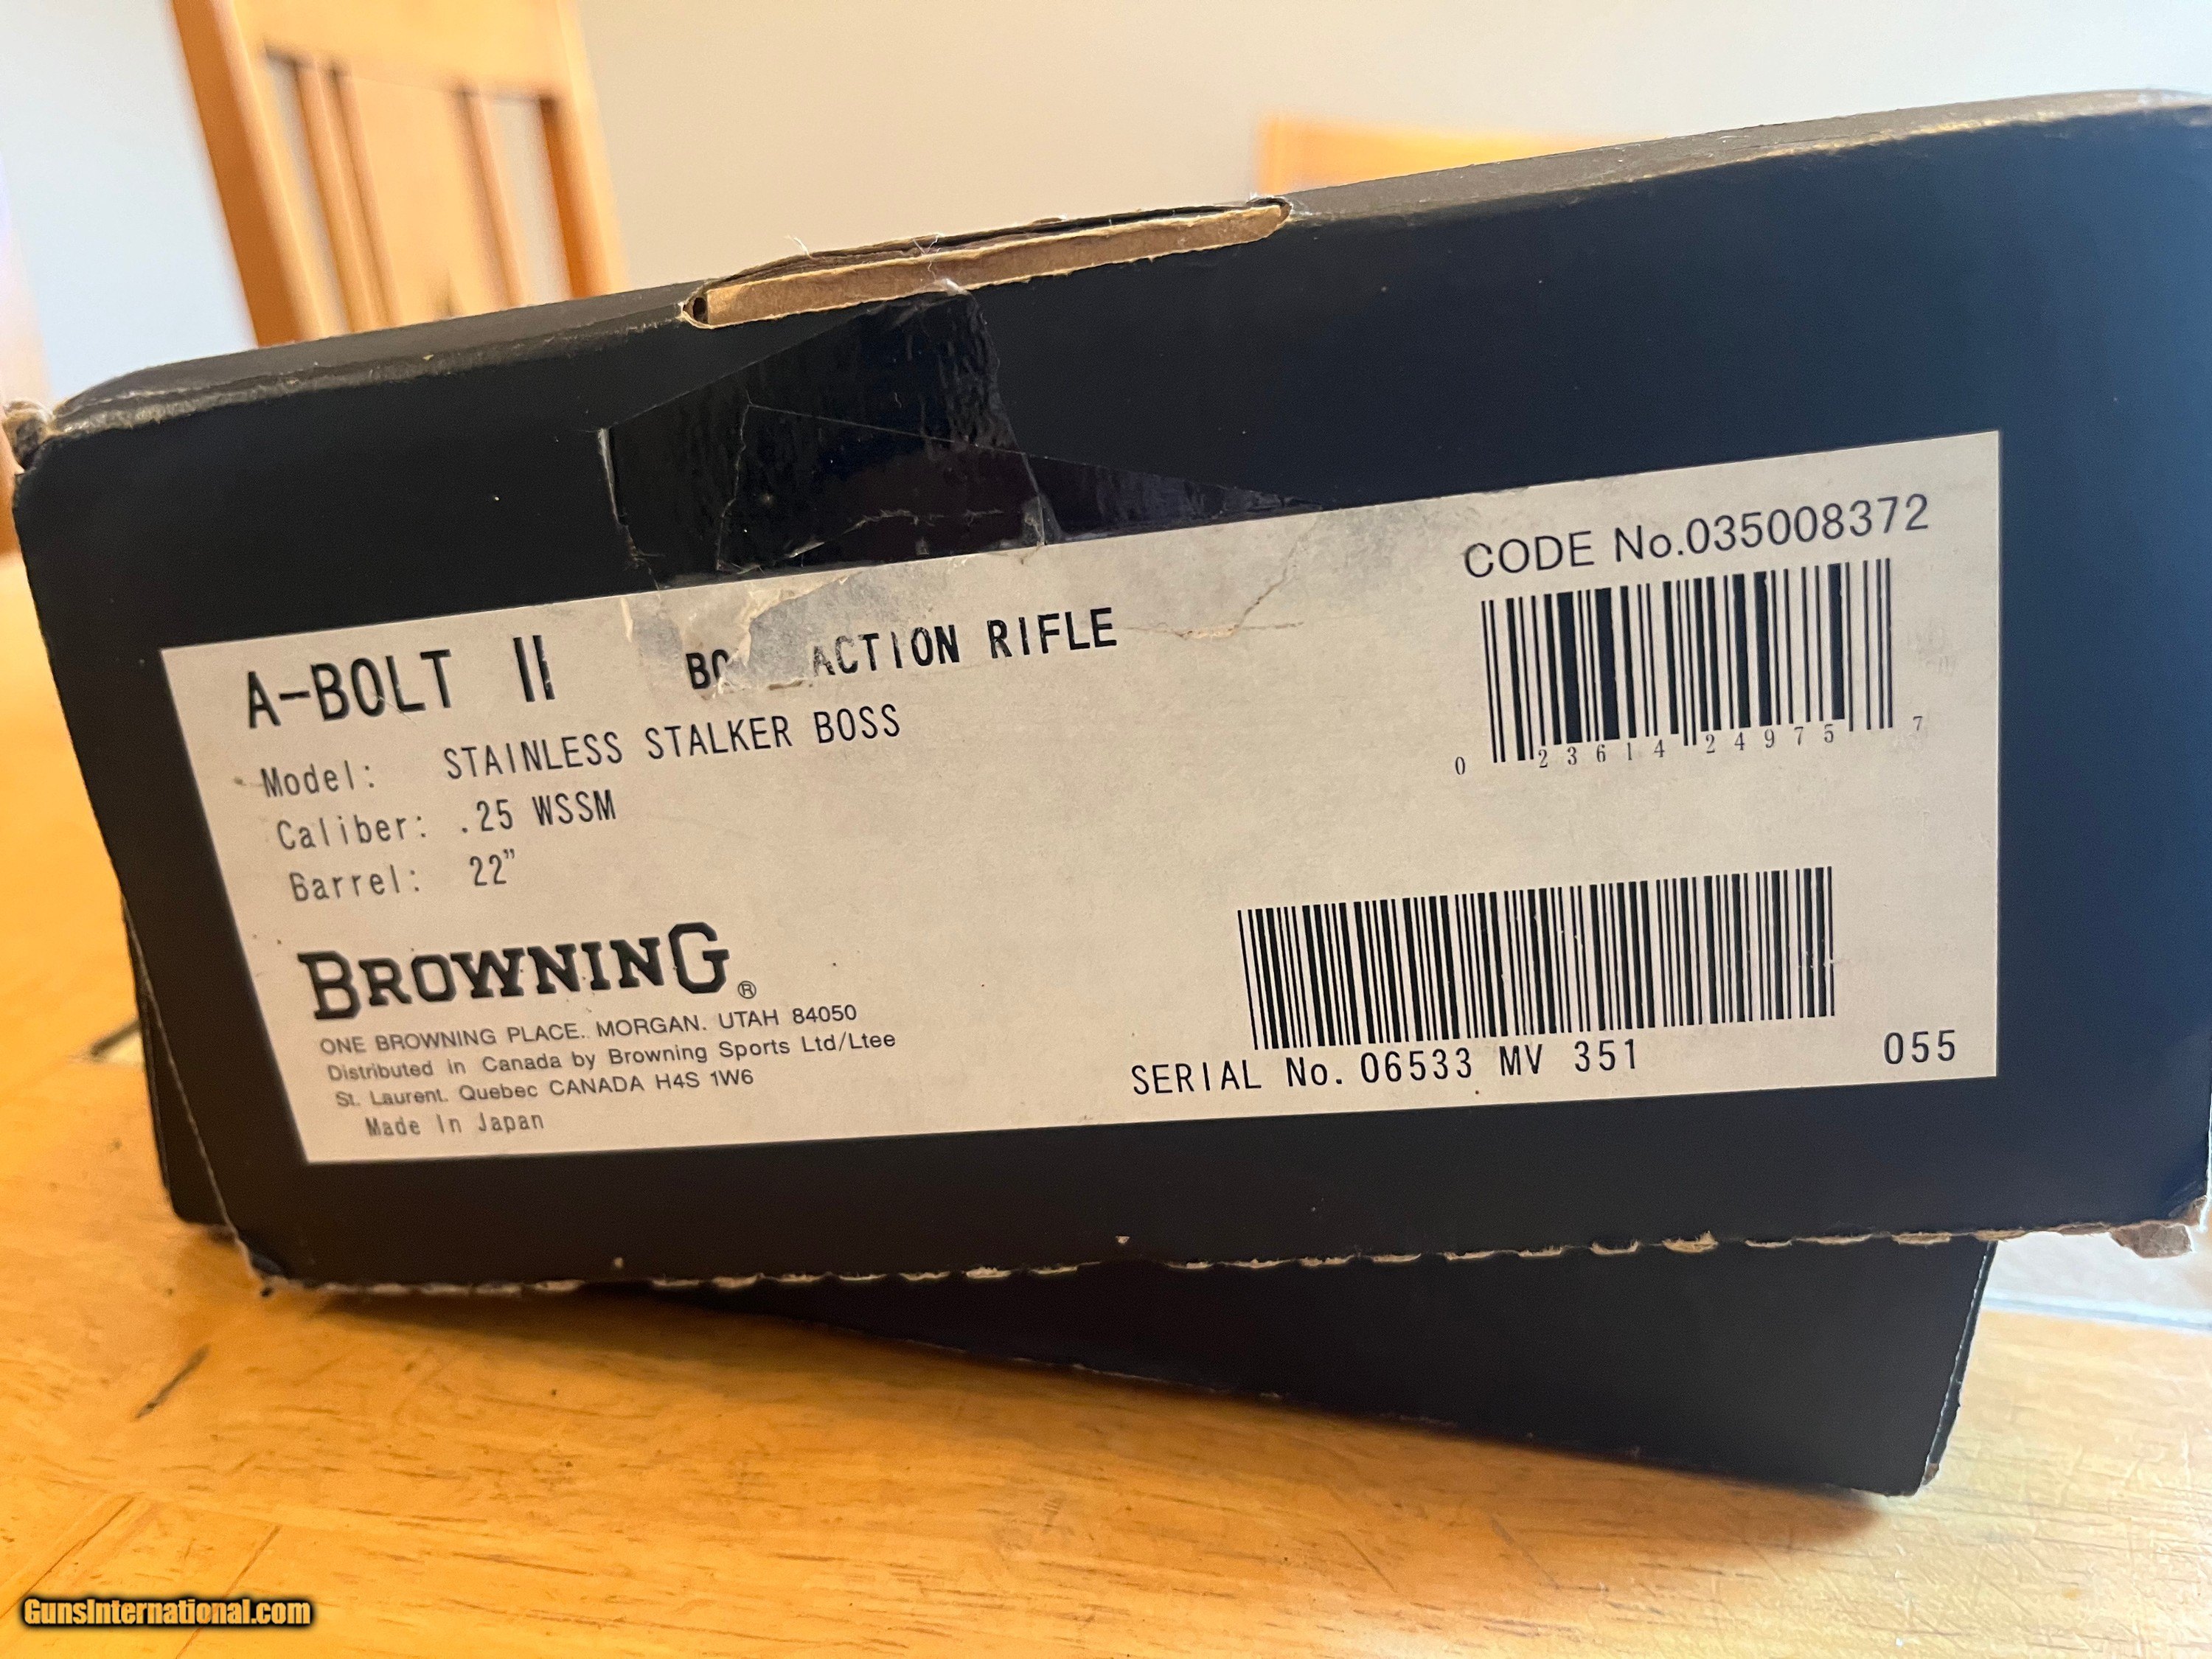 CODE No.035008372
A-BOLT II ACTION RIFLE
Model: STAINLESS STALKER BOSS
Caliber: .25 WSSM
Barrel: 22"
0 23614 24975 7
BROWNING®
ONE BROWNING PLACE. MORGAN. UTAH 84050
Distributed in Canada by Browning Sports Ltd/Ltee
St. Laurent. Quebec CANADA H4S 1W6
Made In Japan
SERIAL No. 06533 MV 351
055
GunsInternational.com